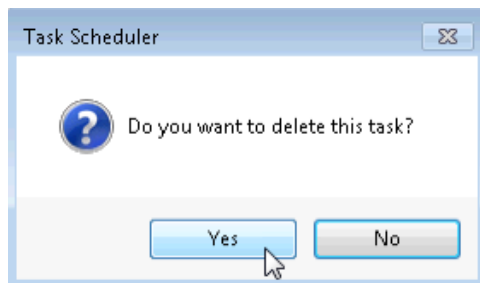 Task Scheduler
Do you want to delete this task?
Yes
No